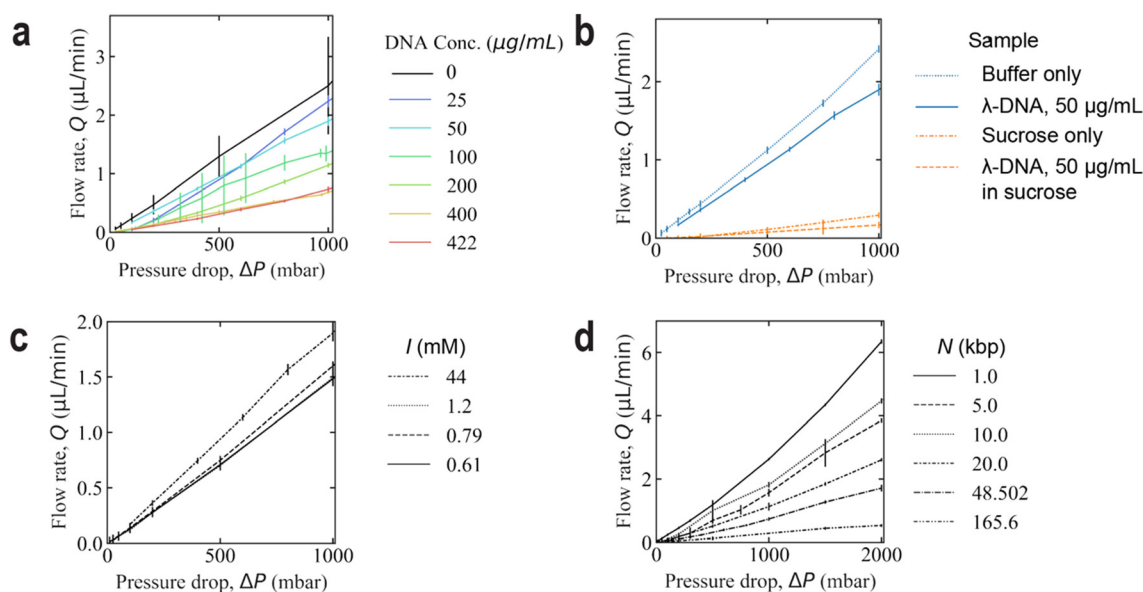 a
Flow rate, Q (μL/min)
3
2
1
0
500
1000
Pressure drop, ΔP (mbar)
DNA Conc. (μg/mL)
0
25
50
100
200
400
422
b
Flow rate, Q (μL/min)
2
1
0
500
1000
Pressure drop, ΔP (mbar)
Sample
Buffer only
λ-DNA, 50 μg/mL
Sucrose only
λ-DNA, 50 μg/mL
in sucrose
c
Flow rate, Q (μL/min)
2.0
1.5
1.0
0.5
0.0
0
500
1000
Pressure drop, ΔP (mbar)
I (mM)
44
1.2
0.79
0.61
d
Flow rate, Q (μL/min)
6
4
2
0
0
1000
2000
Pressure drop, ΔP (mbar)
N (kbp)
1.0
5.0
10.0
20.0
48.502
165.6